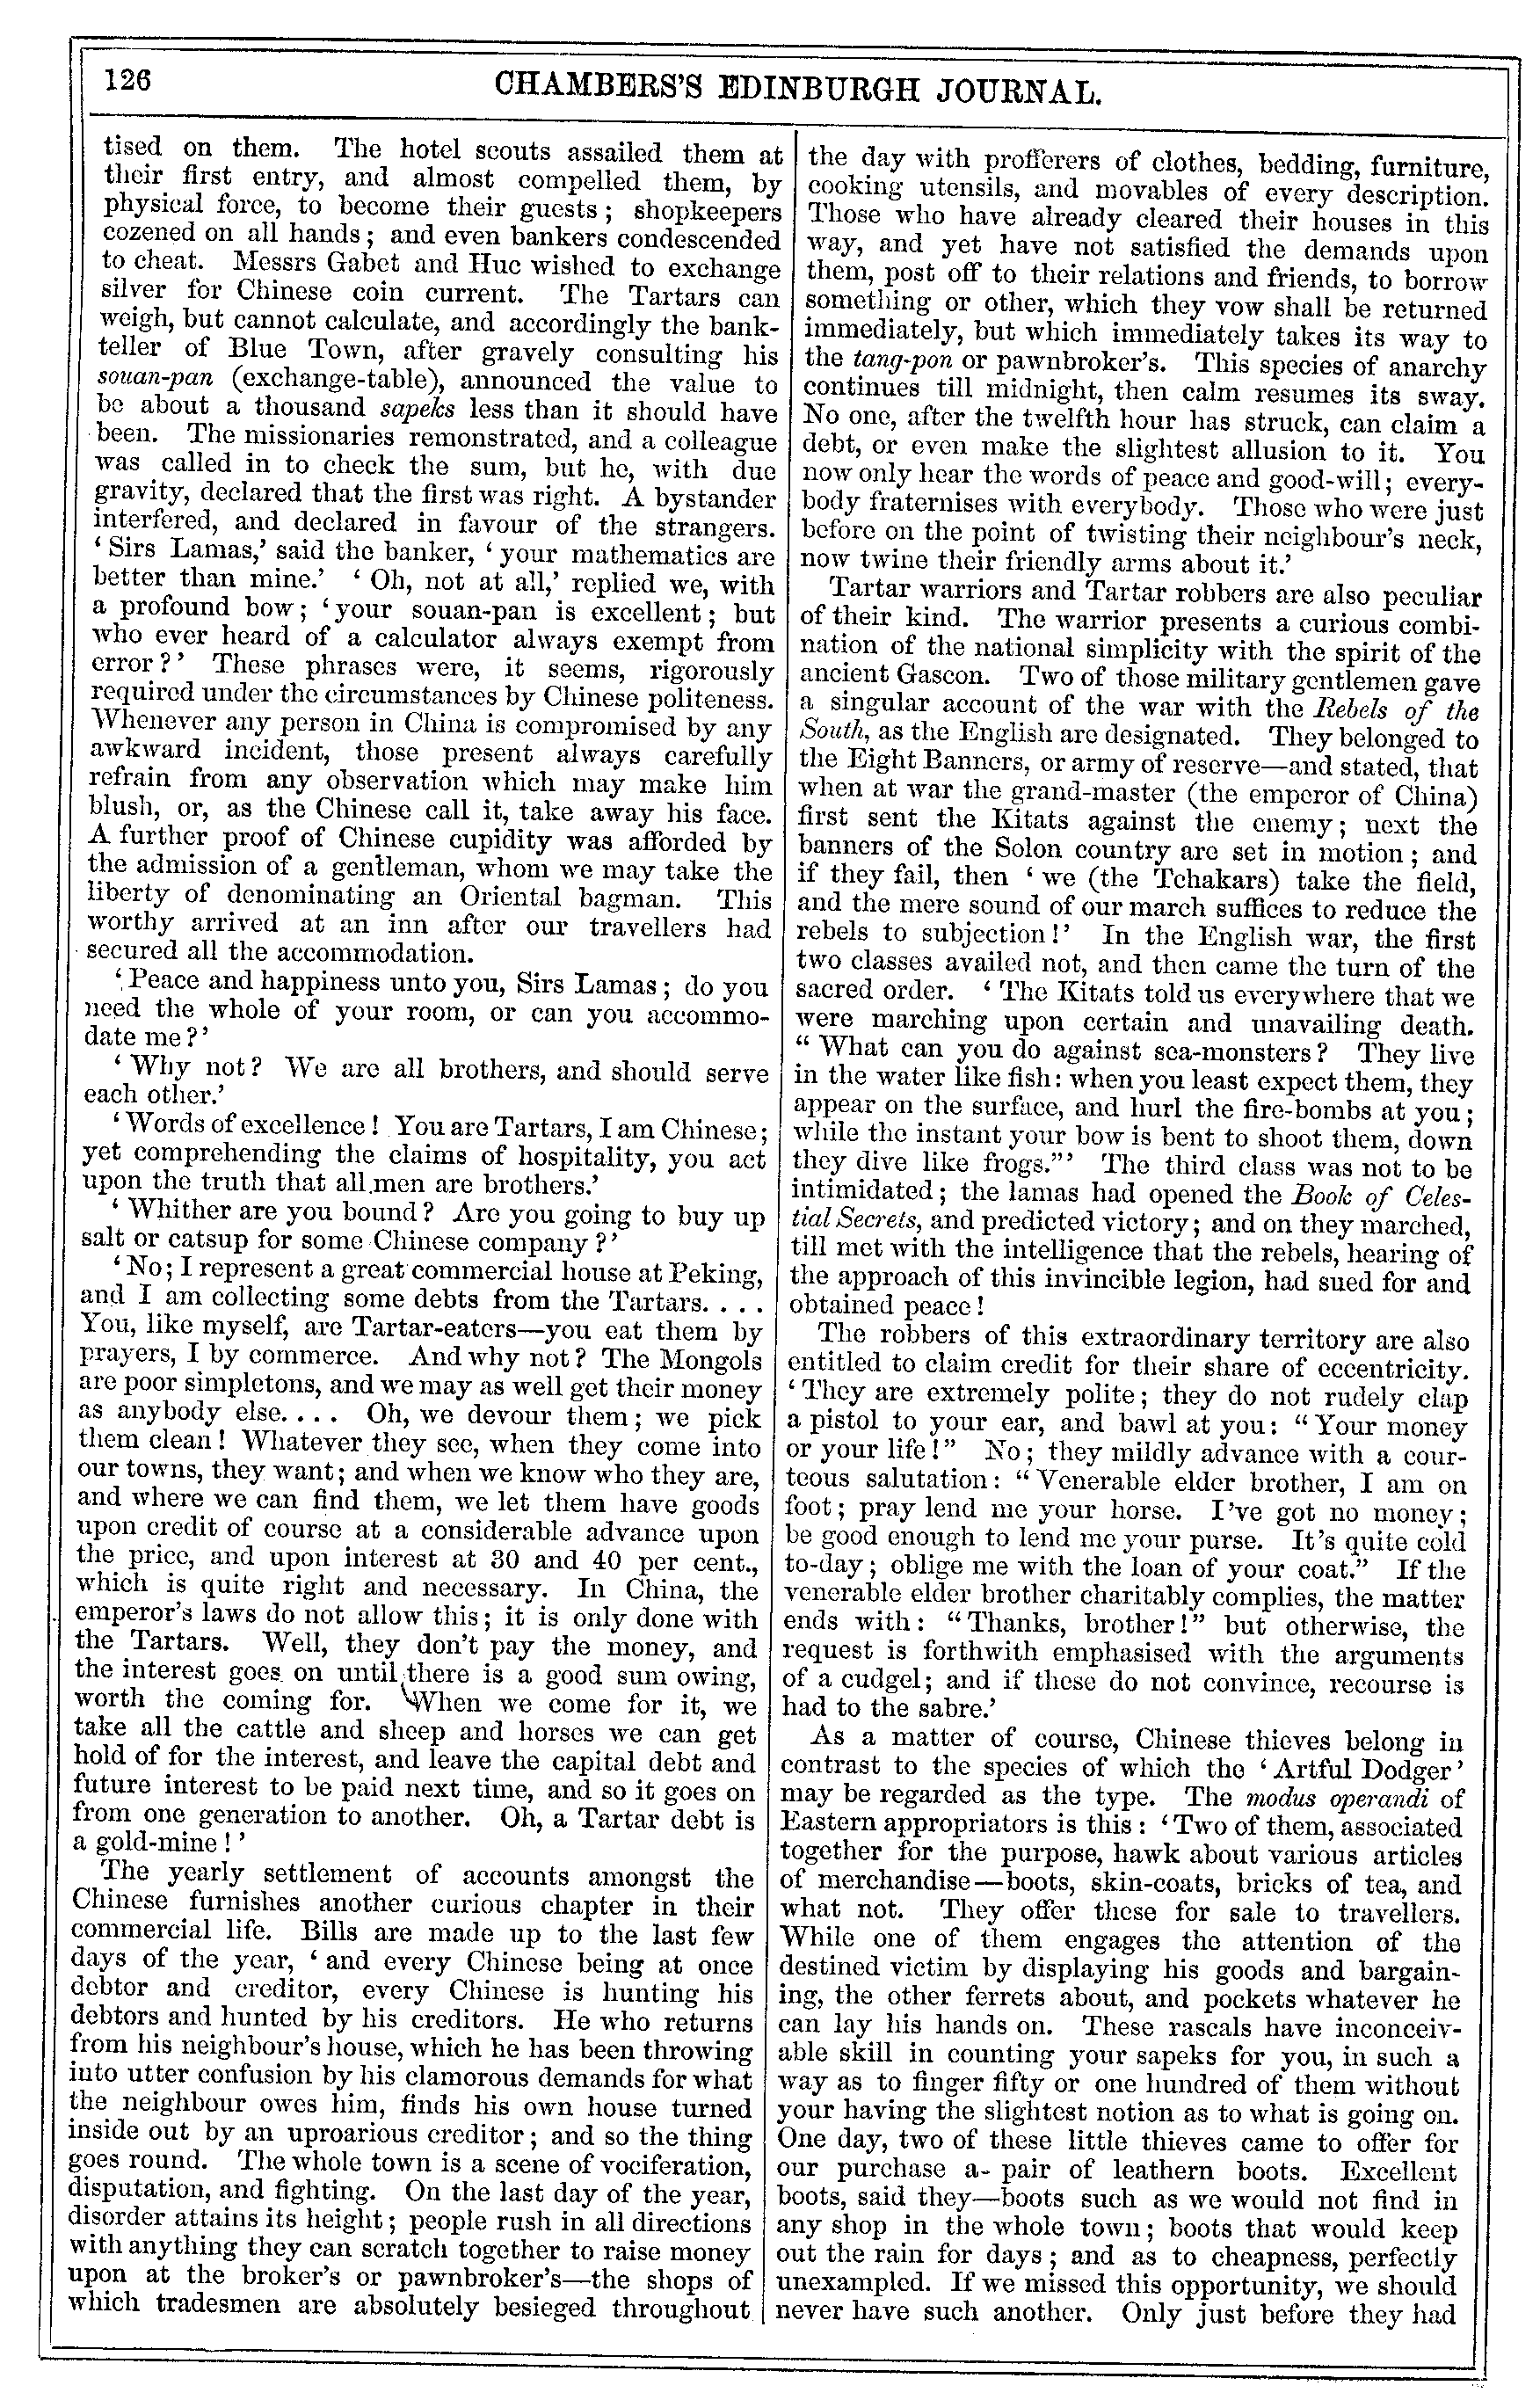 126
CHAMBERS'S EDINBURGH JOURNAL.
tised on them. The hotel scouts assailed them at
their first entry, and almost compelled them, by
physical force, to become their guests; shopkeepers
cozened on all hands; and even bankers condescended
to cheat. Messrs Gabet and Huc wished to exchange
silver for Chinese coin current. The Tartars can
weigh, but cannot calculate, and accordingly the bank-
teller of Blue Town, after gravely consulting his
souan-pan (exchange-table), announced the value to
be about a thousand sapeks less than it should have
been. The missionaries remonstrated, and a colleague
was called in to check the sum, but he, with due
gravity, declared that the first was right. A bystander
interfered, and declared in favour of the strangers.
‘Sirs Lamas,’ said the banker, ‘your mathematics are
better than mine.’ ‘Oh, not at all,’ replied we, with
a profound bow; ‘your souan-pan is excellent; but
who ever heard of a calculator always exempt from
error?’ These phrases were, it seems, rigorously
required under the circumstances by Chinese politeness.
Whenever any person in China is compromised by any
awkward incident, those present always carefully
refrain from any observation which may make him
blush, or, as the Chinese call it, take away his face.
A further proof of Chinese cupidity was afforded by
the admission of a gentleman, whom we may take the
liberty of denominating an Oriental bagman. This
worthy arrived at an inn after our travellers had
secured all the accommodation.
‘Peace and happiness unto you, Sirs Lamas; do you
need the whole of your room, or can you accommo-
date me?’
‘Why not? We are all brothers, and should serve
each other.’
‘Words of excellence! You are Tartars, I am Chinese;
yet comprehending the claims of hospitality, you act
upon the truth that all men are brothers.’
‘Whither are you bound? Are you going to buy up
salt or catsup for some Chinese company?’
‘No; I represent a great commercial house at Peking,
and I am collecting some debts from the Tartars. . . .
You, like myself, are Tartar-eaters—you eat them by
prayers, I by commerce. And why not? The Mongols
are poor simpletons, and we may as well get their money
as anybody else. . . . Oh, we devour them; we pick
them clean! Whatever they see, when they come into
our towns, they want; and when we know who they are,
and where we can find them, we let them have goods
upon credit of course at a considerable advance upon
the price, and upon interest at 30 and 40 per cent.,
which is quite right and necessary. In China, the
emperor's laws do not allow this; it is only done with
the Tartars. Well, they don't pay the money, and
the interest goes on until there is a good sum owing,
worth the coming for. When we come for it, we
take all the cattle and sheep and horses we can get
hold of for the interest, and leave the capital debt and
future interest to be paid next time, and so it goes on
from one generation to another. Oh, a Tartar debt is
a gold-mine!’
The yearly settlement of accounts amongst the
Chinese furnishes another curious chapter in their
commercial life. Bills are made up to the last few
days of the year, ‘and every Chinese being at once
debtor and creditor, every Chinese is hunting his
debtors and hunted by his creditors. He who returns
from his neighbour's house, which he has been throwing
into utter confusion by his clamorous demands for what
the neighbour owes him, finds his own house turned
inside out by an uproarious creditor; and so the thing
goes round. The whole town is a scene of vociferation,
disputation, and fighting. On the last day of the year,
disorder attains its height; people rush in all directions
with anything they can scratch together to raise money
upon at the broker's or pawnbroker's—the shops of
which tradesmen are absolutely besieged throughout
the day with profferers of clothes, bedding, furniture,
cooking utensils, and movables of every description.
Those who have already cleared their houses in this
way, and yet have not satisfied the demands upon
them, post off to their relations and friends, to borrow
something or other, which they vow shall be returned
immediately, but which immediately takes its way to
the tang-pon or pawnbroker's. This species of anarchy
continues till midnight, then calm resumes its sway.
No one, after the twelfth hour has struck, can claim a
debt, or even make the slightest allusion to it. You
now only hear the words of peace and good-will; every-
body fraternises with everybody. Those who were just
before on the point of twisting their neighbour's neck,
now twine their friendly arms about it.’
Tartar warriors and Tartar robbers are also peculiar
of their kind. The warrior presents a curious combi-
nation of the national simplicity with the spirit of the
ancient Gascon. Two of those military gentlemen gave
a singular account of the war with the Rebels of the
South, as the English are designated. They belonged to
the Eight Banners, or army of reserve—and stated, that
when at war the grand-master (the emperor of China)
first sent the Kitats against the enemy; next the
banners of the Solon country are set in motion; and
if they fail, then ‘we (the Tchakars) take the field,
and the mere sound of our march suffices to reduce the
rebels to subjection!’ In the English war, the first
two classes availed not, and then came the turn of the
sacred order. ‘The Kitats told us everywhere that we
were marching upon certain and unavailing death.
“What can you do against sea-monsters? They live
in the water like fish: when you least expect them, they
appear on the surface, and hurl the fire-bombs at you;
while the instant your bow is bent to shoot them, down
they dive like frogs.”’ The third class was not to be
intimidated; the lamas had opened the Book of Celes-
tial Secrets, and predicted victory; and on they marched,
till met with the intelligence that the rebels, hearing of
the approach of this invincible legion, had sued for and
obtained peace!
The robbers of this extraordinary territory are also
entitled to claim credit for their share of eccentricity.
‘They are extremely polite; they do not rudely clap
a pistol to your ear, and bawl at you: “Your money
or your life!” No; they mildly advance with a cour-
teous salutation: “Venerable elder brother, I am on
foot; pray lend me your horse. I've got no money;
be good enough to lend me your purse. It's quite cold
to-day; oblige me with the loan of your coat.” If the
venerable elder brother charitably complies, the matter
ends with: “Thanks, brother!” but otherwise, the
request is forthwith emphasised with the arguments
of a cudgel; and if these do not convince, recourse is
had to the sabre.’
As a matter of course, Chinese thieves belong in
contrast to the species of which the ‘Artful Dodger’
may be regarded as the type. The modus operandi of
Eastern appropriators is this: ‘Two of them, associated
together for the purpose, hawk about various articles
of merchandise—boots, skin-coats, bricks of tea, and
what not. They offer these for sale to travellers.
While one of them engages the attention of the
destined victim by displaying his goods and bargain-
ing, the other ferrets about, and pockets whatever he
can lay his hands on. These rascals have inconceiv-
able skill in counting your sapeks for you, in such a
way as to finger fifty or one hundred of them without
your having the slightest notion as to what is going on.
One day, two of these little thieves came to offer for
our purchase a- pair of leathern boots. Excellent
boots, said they—boots such as we would not find in
any shop in the whole town; boots that would keep
out the rain for days; and as to cheapness, perfectly
unexampled. If we missed this opportunity, we should
never have such another. Only just before they had